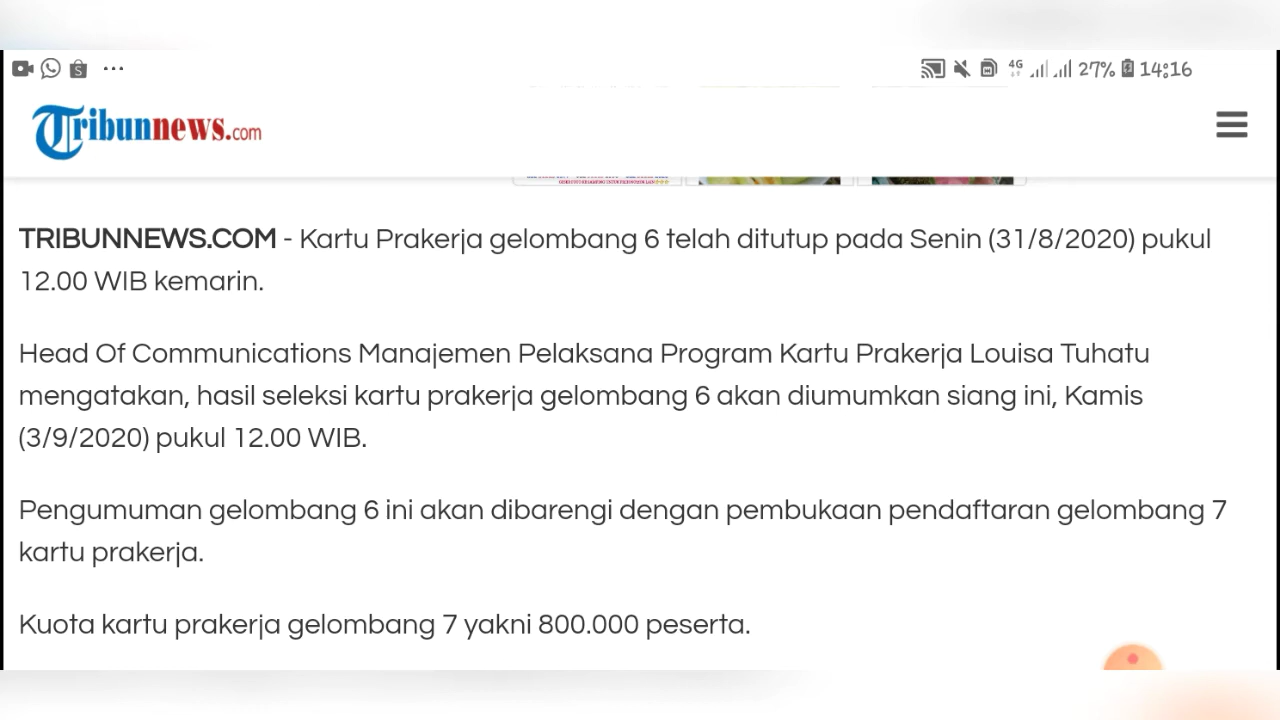 4G 27% 14:16
Tribunnews.com
TRIBUNNEWS.COM - Kartu Prakerja gelombang 6 telah ditutup pada Senin (31/8/2020) pukul
12.00 WIB kemarin.
Head Of Communications Manajemen Pelaksana Program Kartu Prakerja Louisa Tuhatu
mengatakan, hasil seleksi kartu prakerja gelombang 6 akan diumumkan siang ini, Kamis
(3/9/2020) pukul 12.00 WIB.
Pengumuman gelombang 6 ini akan dibarengi dengan pembukaan pendaftaran gelombang 7
kartu prakerja.
Kuota kartu prakerja gelombang 7 yakni 800.000 peserta.